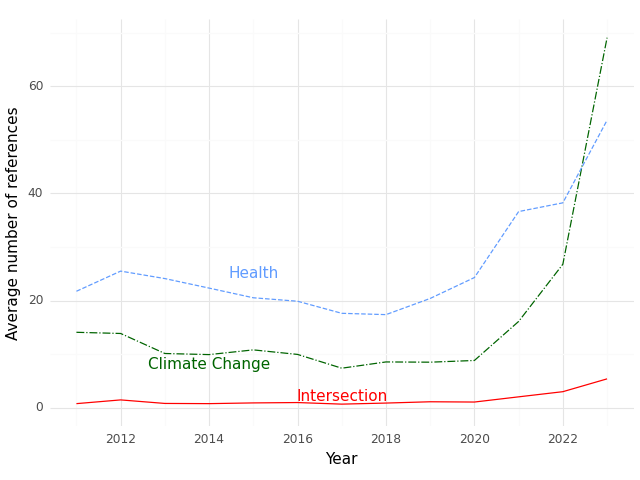 Average number of references
60
40
20
0
Health
Climate Change
Intersection
2012 2014 2016 2018 2020 2022
Year